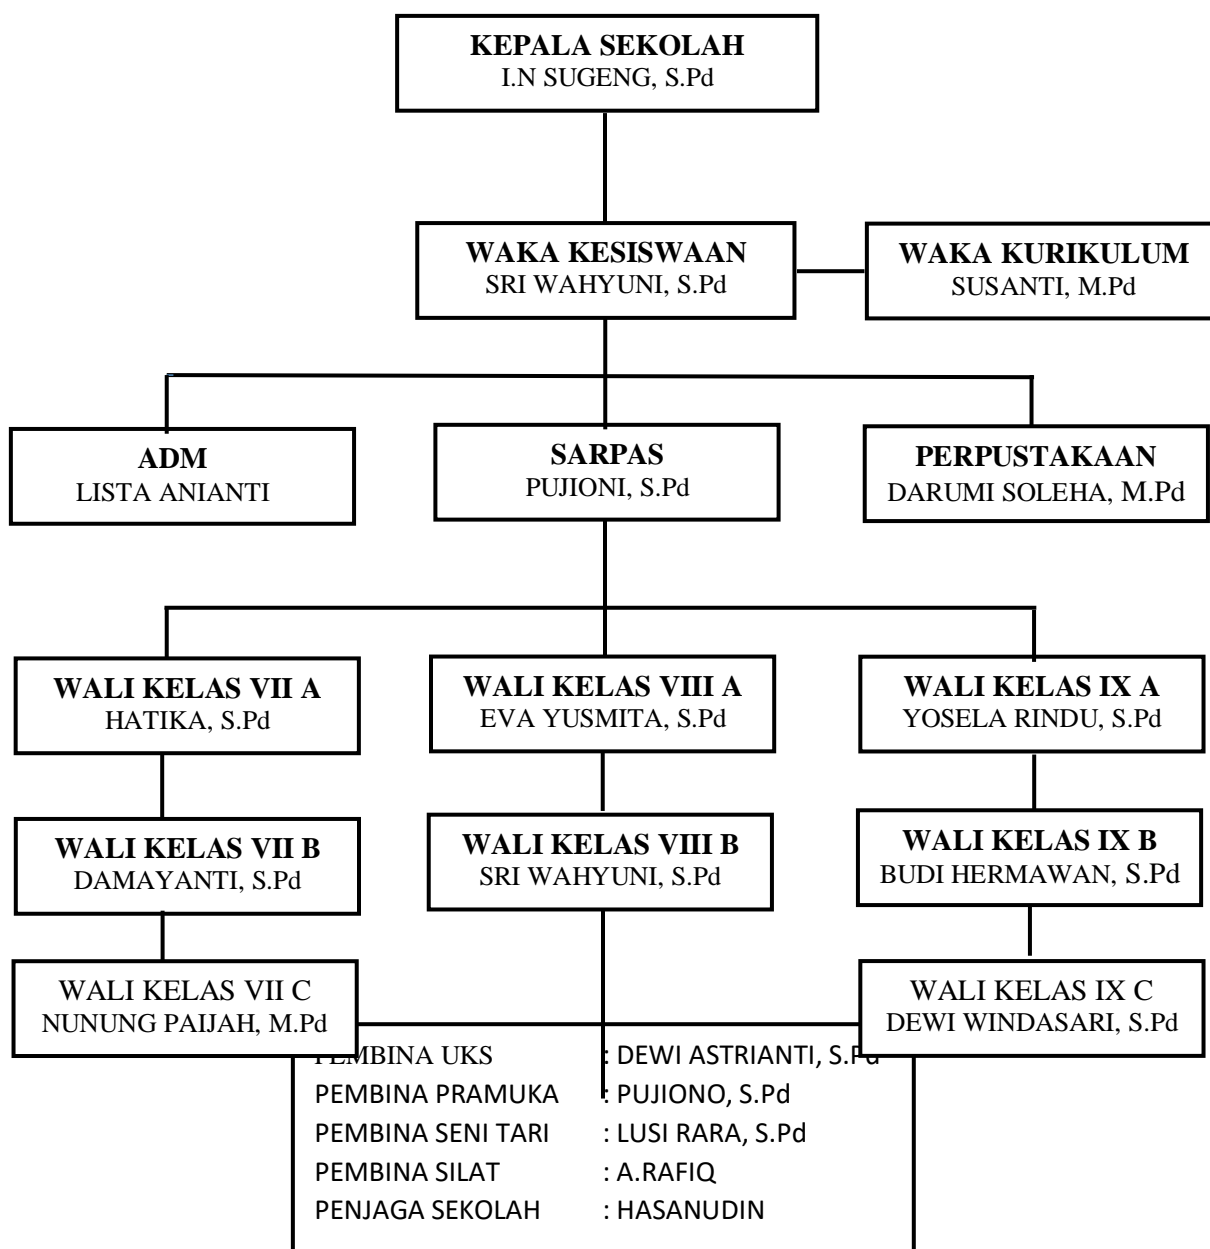 KEPALA SEKOLAH
I.N SUGENG, S.Pd
WAKA KESISWAAN
SRI WAHYUNI, S.Pd
WAKA KURIKULUM
SUSANTI, M.Pd
ADM
LISTA ANIANTI
SARPAS
PUJIONI, S.Pd
PERPUSTAKAAN
DARUMI SOLEHA, M.Pd
WALI KELAS VII A
HATIKA, S.Pd
WALI KELAS VIII A
EVA YUSMITA, S.Pd
WALI KELAS IX A
YOSELA RINDU, S.Pd
WALI KELAS VII B
DAMAYANTI, S.Pd
WALI KELAS VIII B
SRI WAHYUNI, S.Pd
WALI KELAS IX B
BUDI HERMAWAN, S.Pd
WALI KELAS VII C
NUNUNG PAIJAH, M.Pd
WALI KELAS IX C
DEWI WINDASARI, S.Pd
PEMBINA UKS : DEWI ASTRIANTI, S.Pd
PEMBINA PRAMUKA : PUJIONO, S.Pd
PEMBINA SENI TARI : LUSI RARA, S.Pd
PEMBINA SILAT : A.RAFIQ
PENJAGA SEKOLAH : HASANUDIN